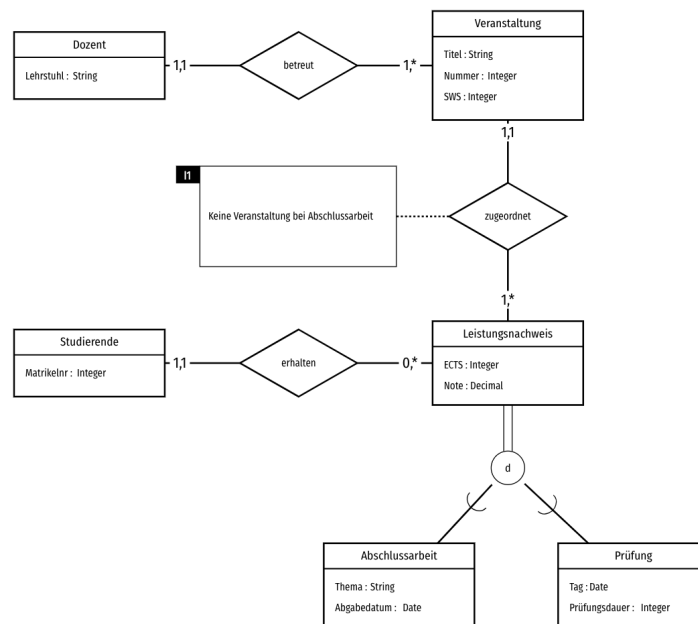 Dozent
Lehrstuhl : String
1,1
betreut
1,*
Veranstaltung
Titel : String
Nummer : Integer
SWS : Integer
1,1
I1
Keine Veranstaltung bei Abschlussarbeit
zugeordnet
1,*
Studierende
Matrikelnr : Integer
1,1
erhalten
0,*
Leistungsnachweis
ECTS : Integer
Note : Decimal
d
Abschlussarbeit
Thema : String
Abgabedatum : Date
Prüfung
Tag : Date
Prüfungsdauer : Integer